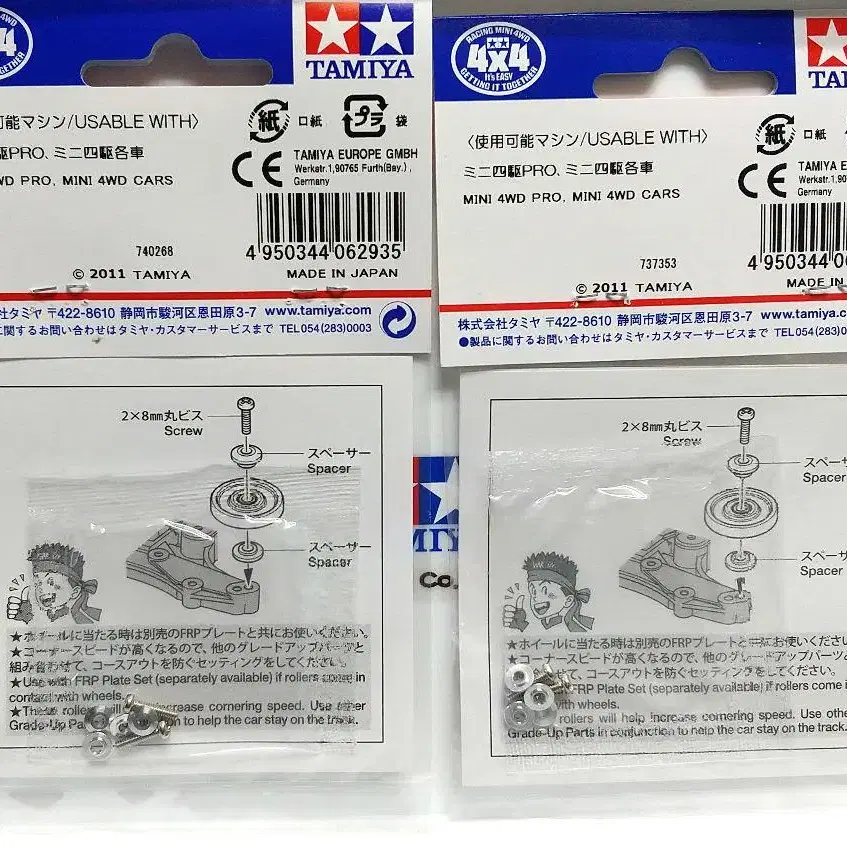 4x4
TAMIYA
可能マシン/USABLE WITH〉
紙 口紙 プラ 袋
駆PRO、ミニ四駆各車
WD PRO, MINI 4WD CARS
CE TAMIYA EUROPE GMBH
Werkstr.1,90765 Furth(Bay.),
Germany
4 950344 062935
740268
© 2011 TAMIYA
MADE IN JAPAN
社タミヤ 〒422-8610 静岡市駿河区恩田原3-7 www.tamiya.com
に関するお問い合わせはタミヤ・カスタマーサービスまで TEL054(283)0003
2×8mm丸ビス
Screw
スペーサー
Spacer
スペーサー
Spacer
★ホイールに当たる時は別売のFRPプレートと共にお使いください。
★コーナースピードが高くなるので、他のグレードアップパーツと
組み合わせて、コースアウトを防ぐセッティングをしてください。
★Use with FRP Plate Set (separately available) if rollers come in
contact with wheels.
★These rollers will help increase cornering speed. Use other
Grade-Up Parts in conjunction to help the car stay on the track.
RACING MINI 4WD
4x4
It's EASY
GETTING IT TOGETHER
TAM
〈使用可能マシン/USABLE WITH〉
紙 口紙
ミニ四駆PRO、ミニ四駆各車
MINI 4WD PRO, MINI 4WD CARS
CE TAMIYA E
Werkstr.1,90
Germany
4 950344 0
737353
© 2011 TAMIYA
MADE
株式会社タミヤ 〒422-8610 静岡市駿河区恩田原3-7 www.tamiya.com
●製品に関するお問い合わせはタミヤ・カスタマーサービスまで TEL054(283)0
2×8mm丸ビス
Screw
スペーサ
Spacer
スペーサ
Spacer
★ホイールに当たる時は別売のFRPプレートと共にお使いください
★コーナースピードが高くなるので、他のグレードアップパーツと
て、コースアウトを防ぐセッティングをしてください。
FRP Plate Set (separately available) if rollers come i
with wheels.
rollers will help increase cornering speed. Use othe
Grade-Up Parts in conjunction to help the car stay on the track.
MIY
Co.